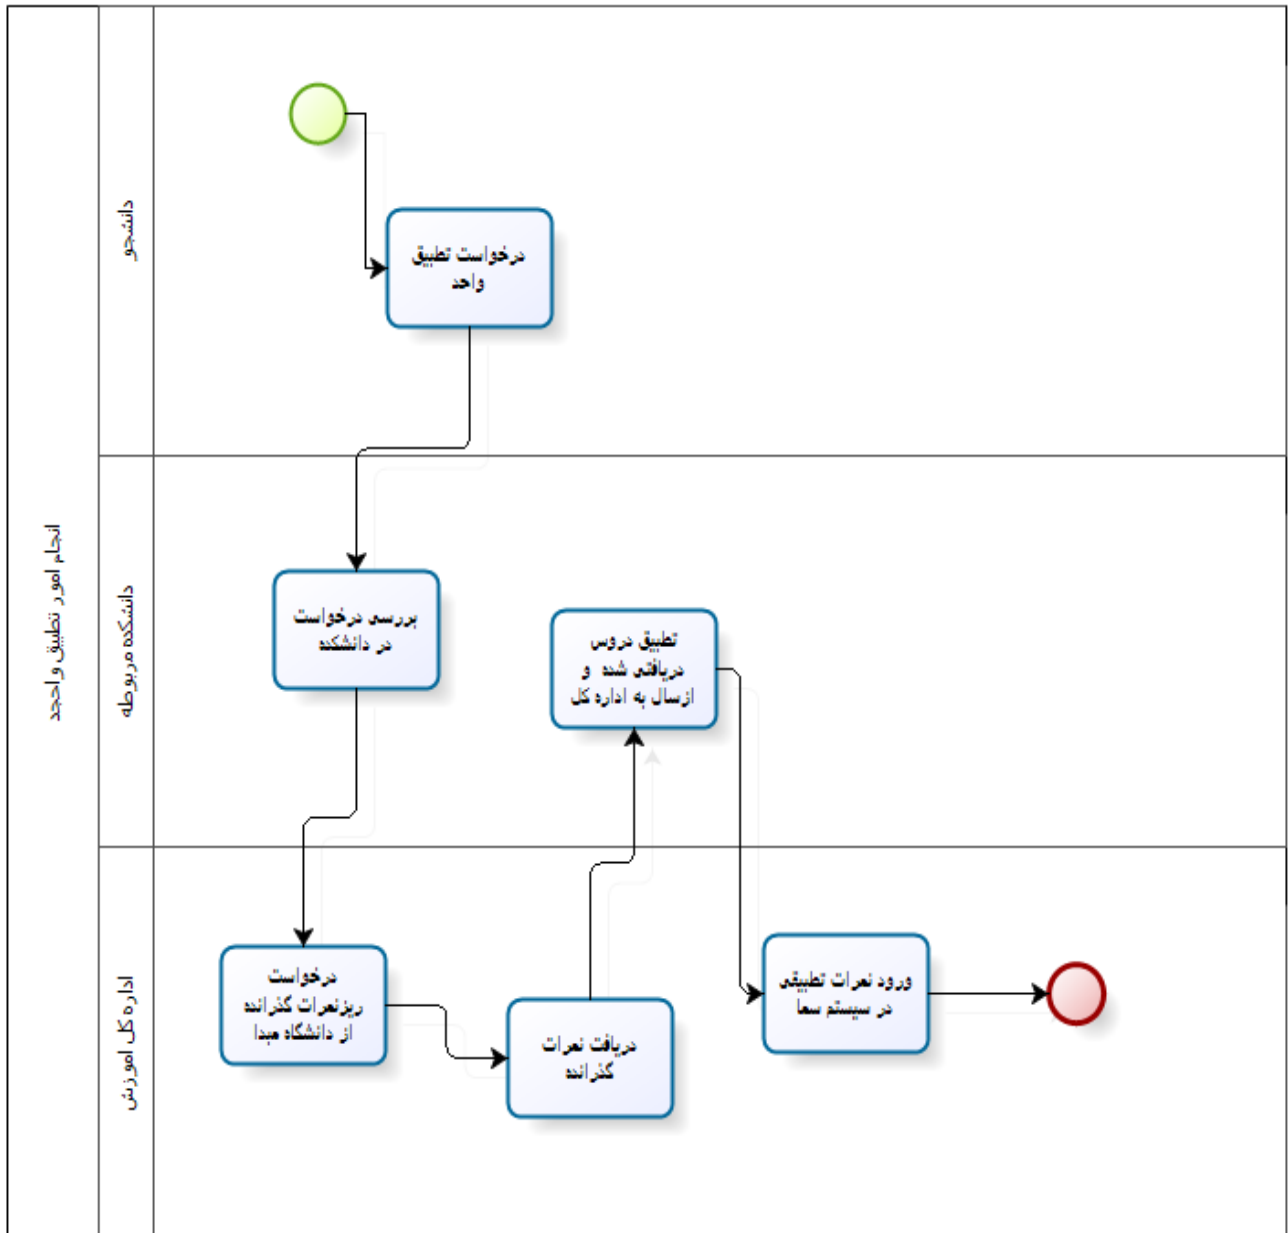 انجام امور تطبیق واحجد
دانشجو
درخواست تطبیق
واحد
دانشکده مربوطه
بررسی درخواست
در دانشکده
تطبیق دروس
دریافتی شده و
ازسال به اداره کل
اداره کل اموزش
درخواست
ریزنمرات گذرانده
از دانشگاه مبدا
دریافت نمرات
گذرانده
ورود نمرات تطبیقی
در سیستم سما